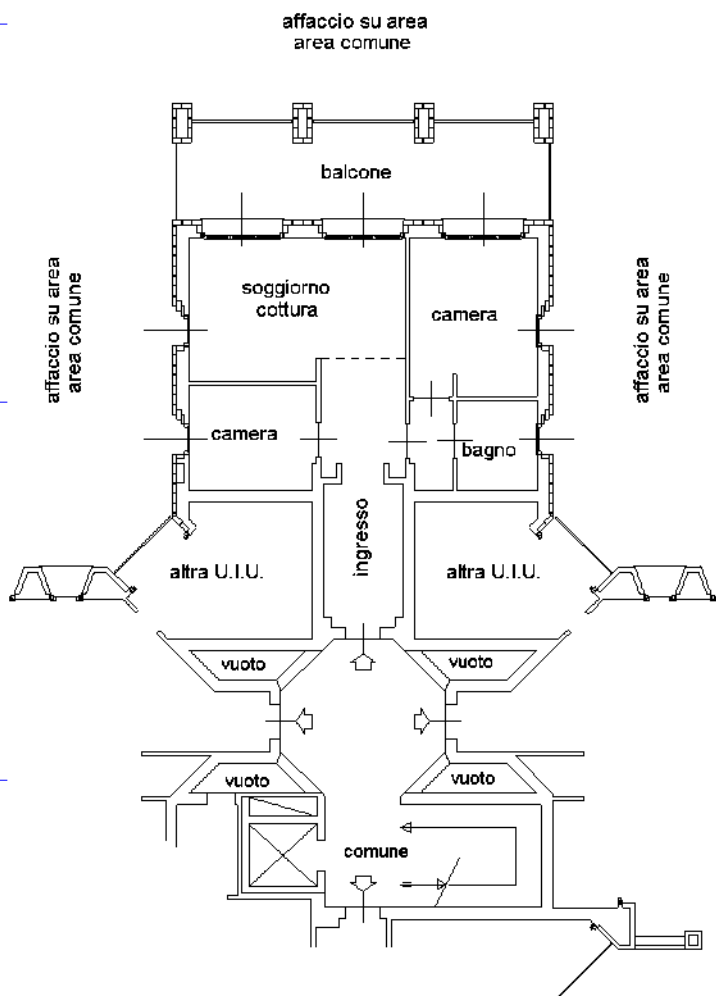 affaccio su area
area comune
balcone
affaccio su area
area comune
soggiorno
cottura
camera
affaccio su area
area comune
camera
bagno
ingresso
altra U.I.U.
altra U.I.U.
vuoto
vuoto
vuoto
vuoto
comune